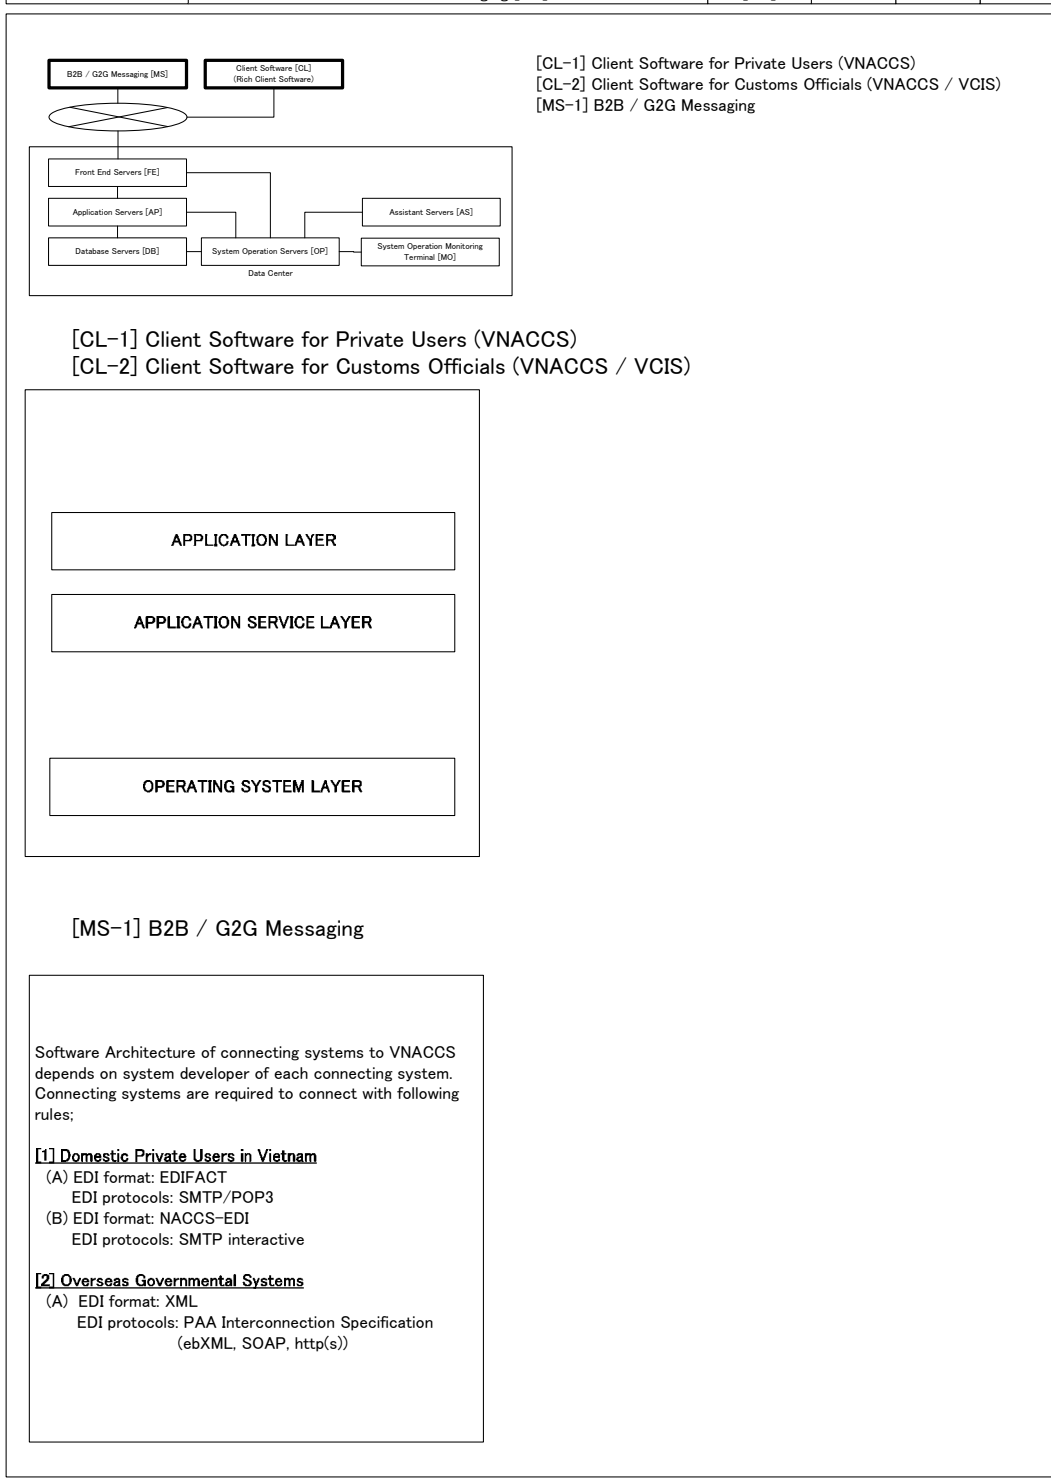 B2B / G2G Messaging [MS]
Client Software [CL]
(Rich Client Software)
[CL-1] Client Software for Private Users (VNACCS)
[CL-2] Client Software for Customs Officials (VNACCS / VCIS)
[MS-1] B2B / G2G Messaging
Front End Servers [FE]
Application Servers [AP]
Assistant Servers [AS]
Database Servers [DB]
System Operation Servers [OP]
System Operation Monitoring
Terminal [MO]
Data Center
[CL-1] Client Software for Private Users (VNACCS)
[CL-2] Client Software for Customs Officials (VNACCS / VCIS)
APPLICATION LAYER
APPLICATION SERVICE LAYER
OPERATING SYSTEM LAYER
[MS-1] B2B / G2G Messaging
Software Architecture of connecting systems to VNACCS
depends on system developer of each connecting system.
Connecting systems are required to connect with following
rules;
[1] Domestic Private Users in Vietnam
(A) EDI format: EDIFACT
EDI protocols: SMTP/POP3
(B) EDI format: NACCS-EDI
EDI protocols: SMTP interactive
[2] Overseas Governmental Systems
(A) EDI format: XML
EDI protocols: PAA Interconnection Specification
(ebXML, SOAP, http(s))